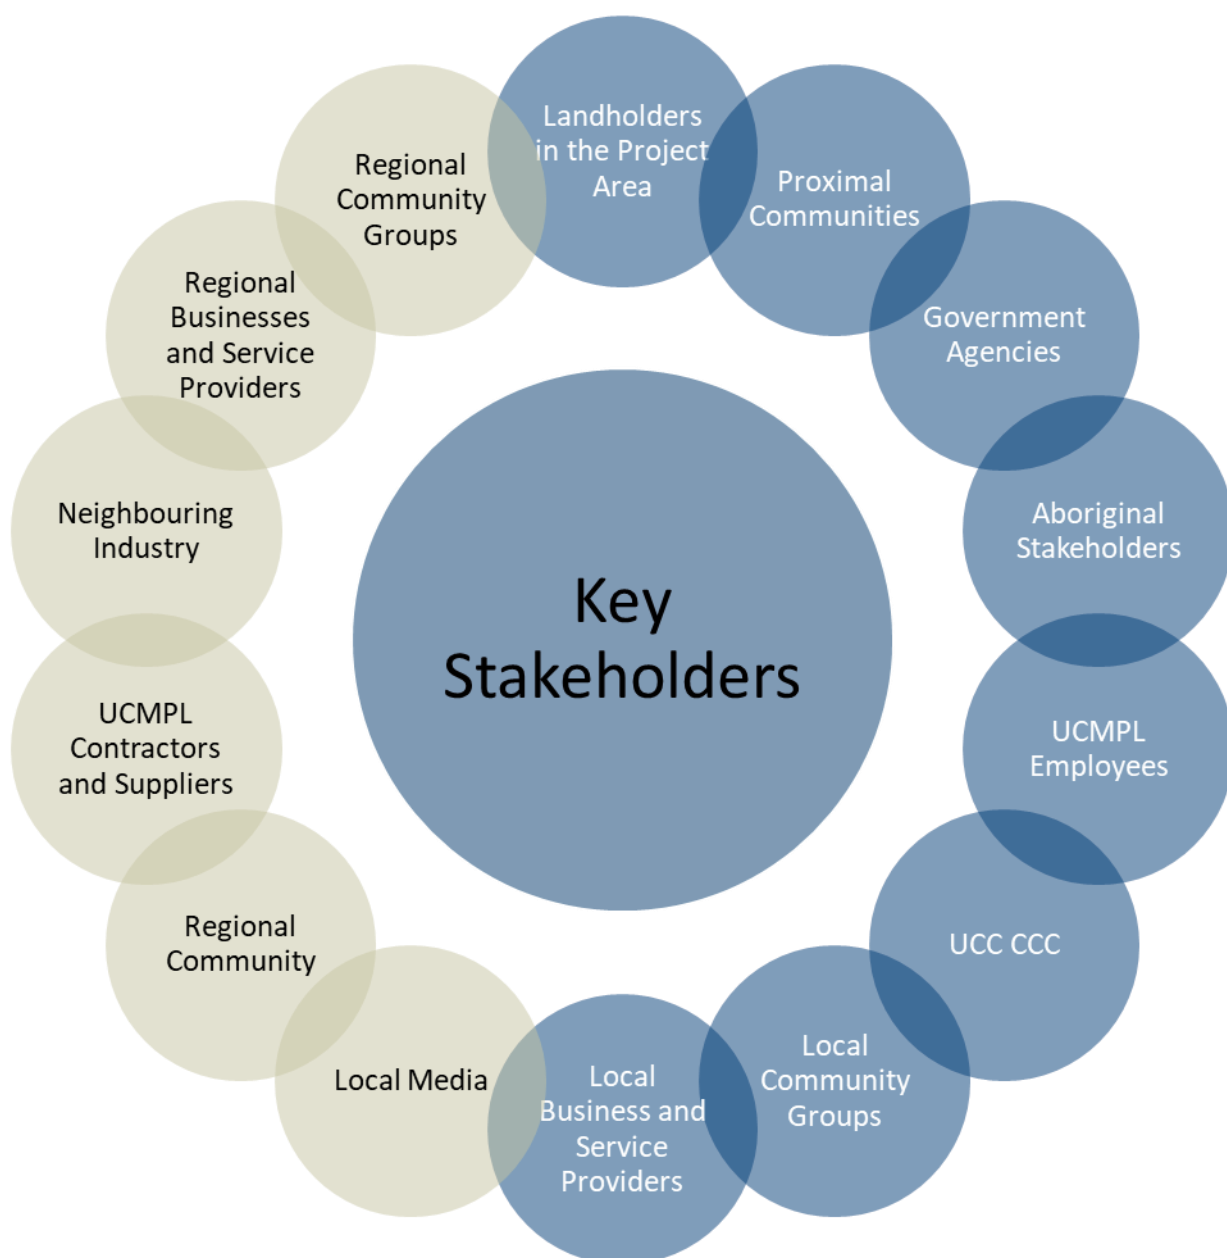 Landholders
in the Project
Area
Proximal
Communities
Government
Agencies
Aboriginal
Stakeholders
UCMPL
Employees
UCC CCC
Local
Community
Groups
Local
Business and
Service
Providers
Local Media
Regional
Community
UCMPL
Contractors
and Suppliers
Neighbouring
Industry
Regional
Businesses
and Service
Providers
Regional
Community
Groups
Key
Stakeholders